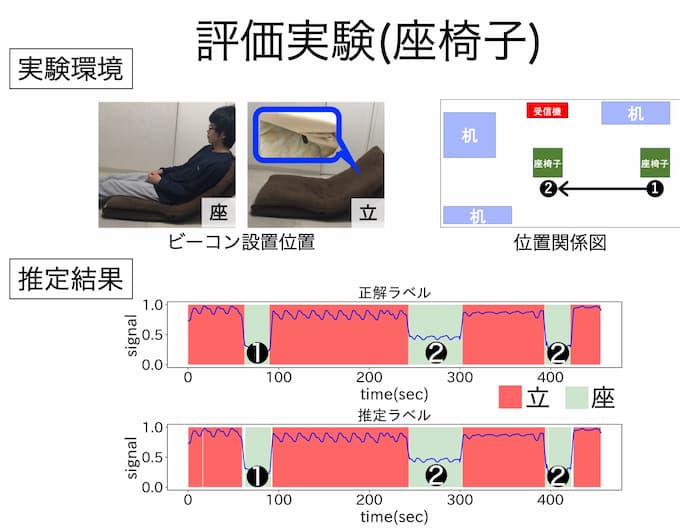 評価実験(座椅子)
実験環境
座
立
ビーコン設置位置
受信機
机
机
座椅子
座椅子
❷
❶
机
位置関係図
推定結果
正解ラベル
signal
1.0
0.5
0.0
❶
❷
❷
0
100
200
300
400
time(sec)
立
座
推定ラベル
signal
1.0
0.5
0.0
❶
❷
❷
0
100
200
300
400
time(sec)